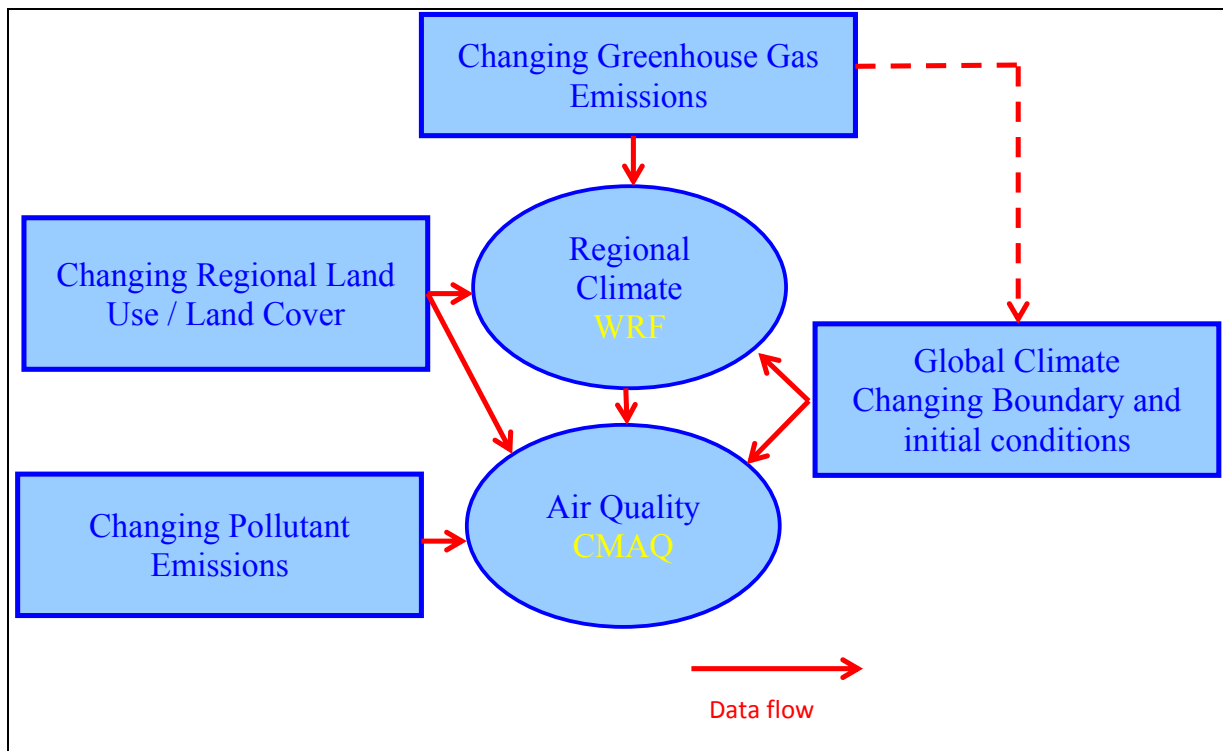 Changing Greenhouse Gas
Emissions
Changing Regional Land
Use / Land Cover
Regional
Climate
WRF
Global Climate
Changing Boundary and
initial conditions
Changing Pollutant
Emissions
Air Quality
CMAQ
Data flow